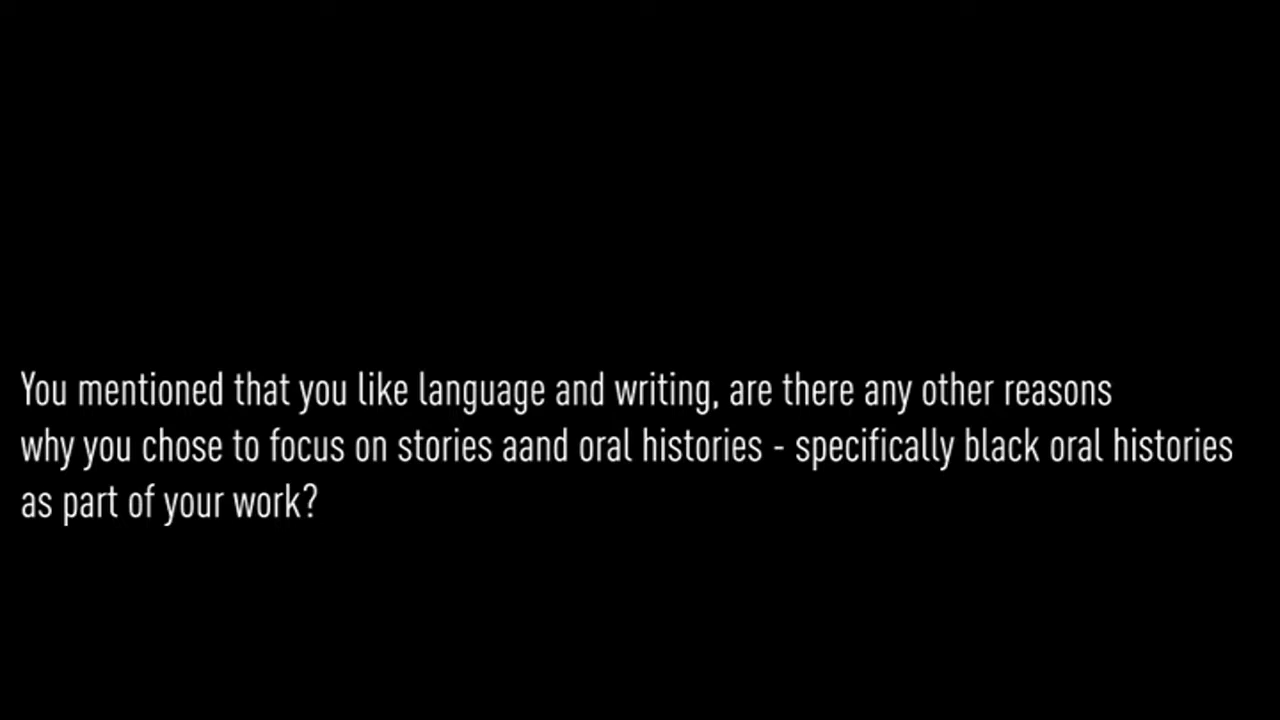 You mentioned that you like language and writing, are there any other reasons
why you chose to focus on stories aand oral histories - specifically black oral histories
as part of your work?